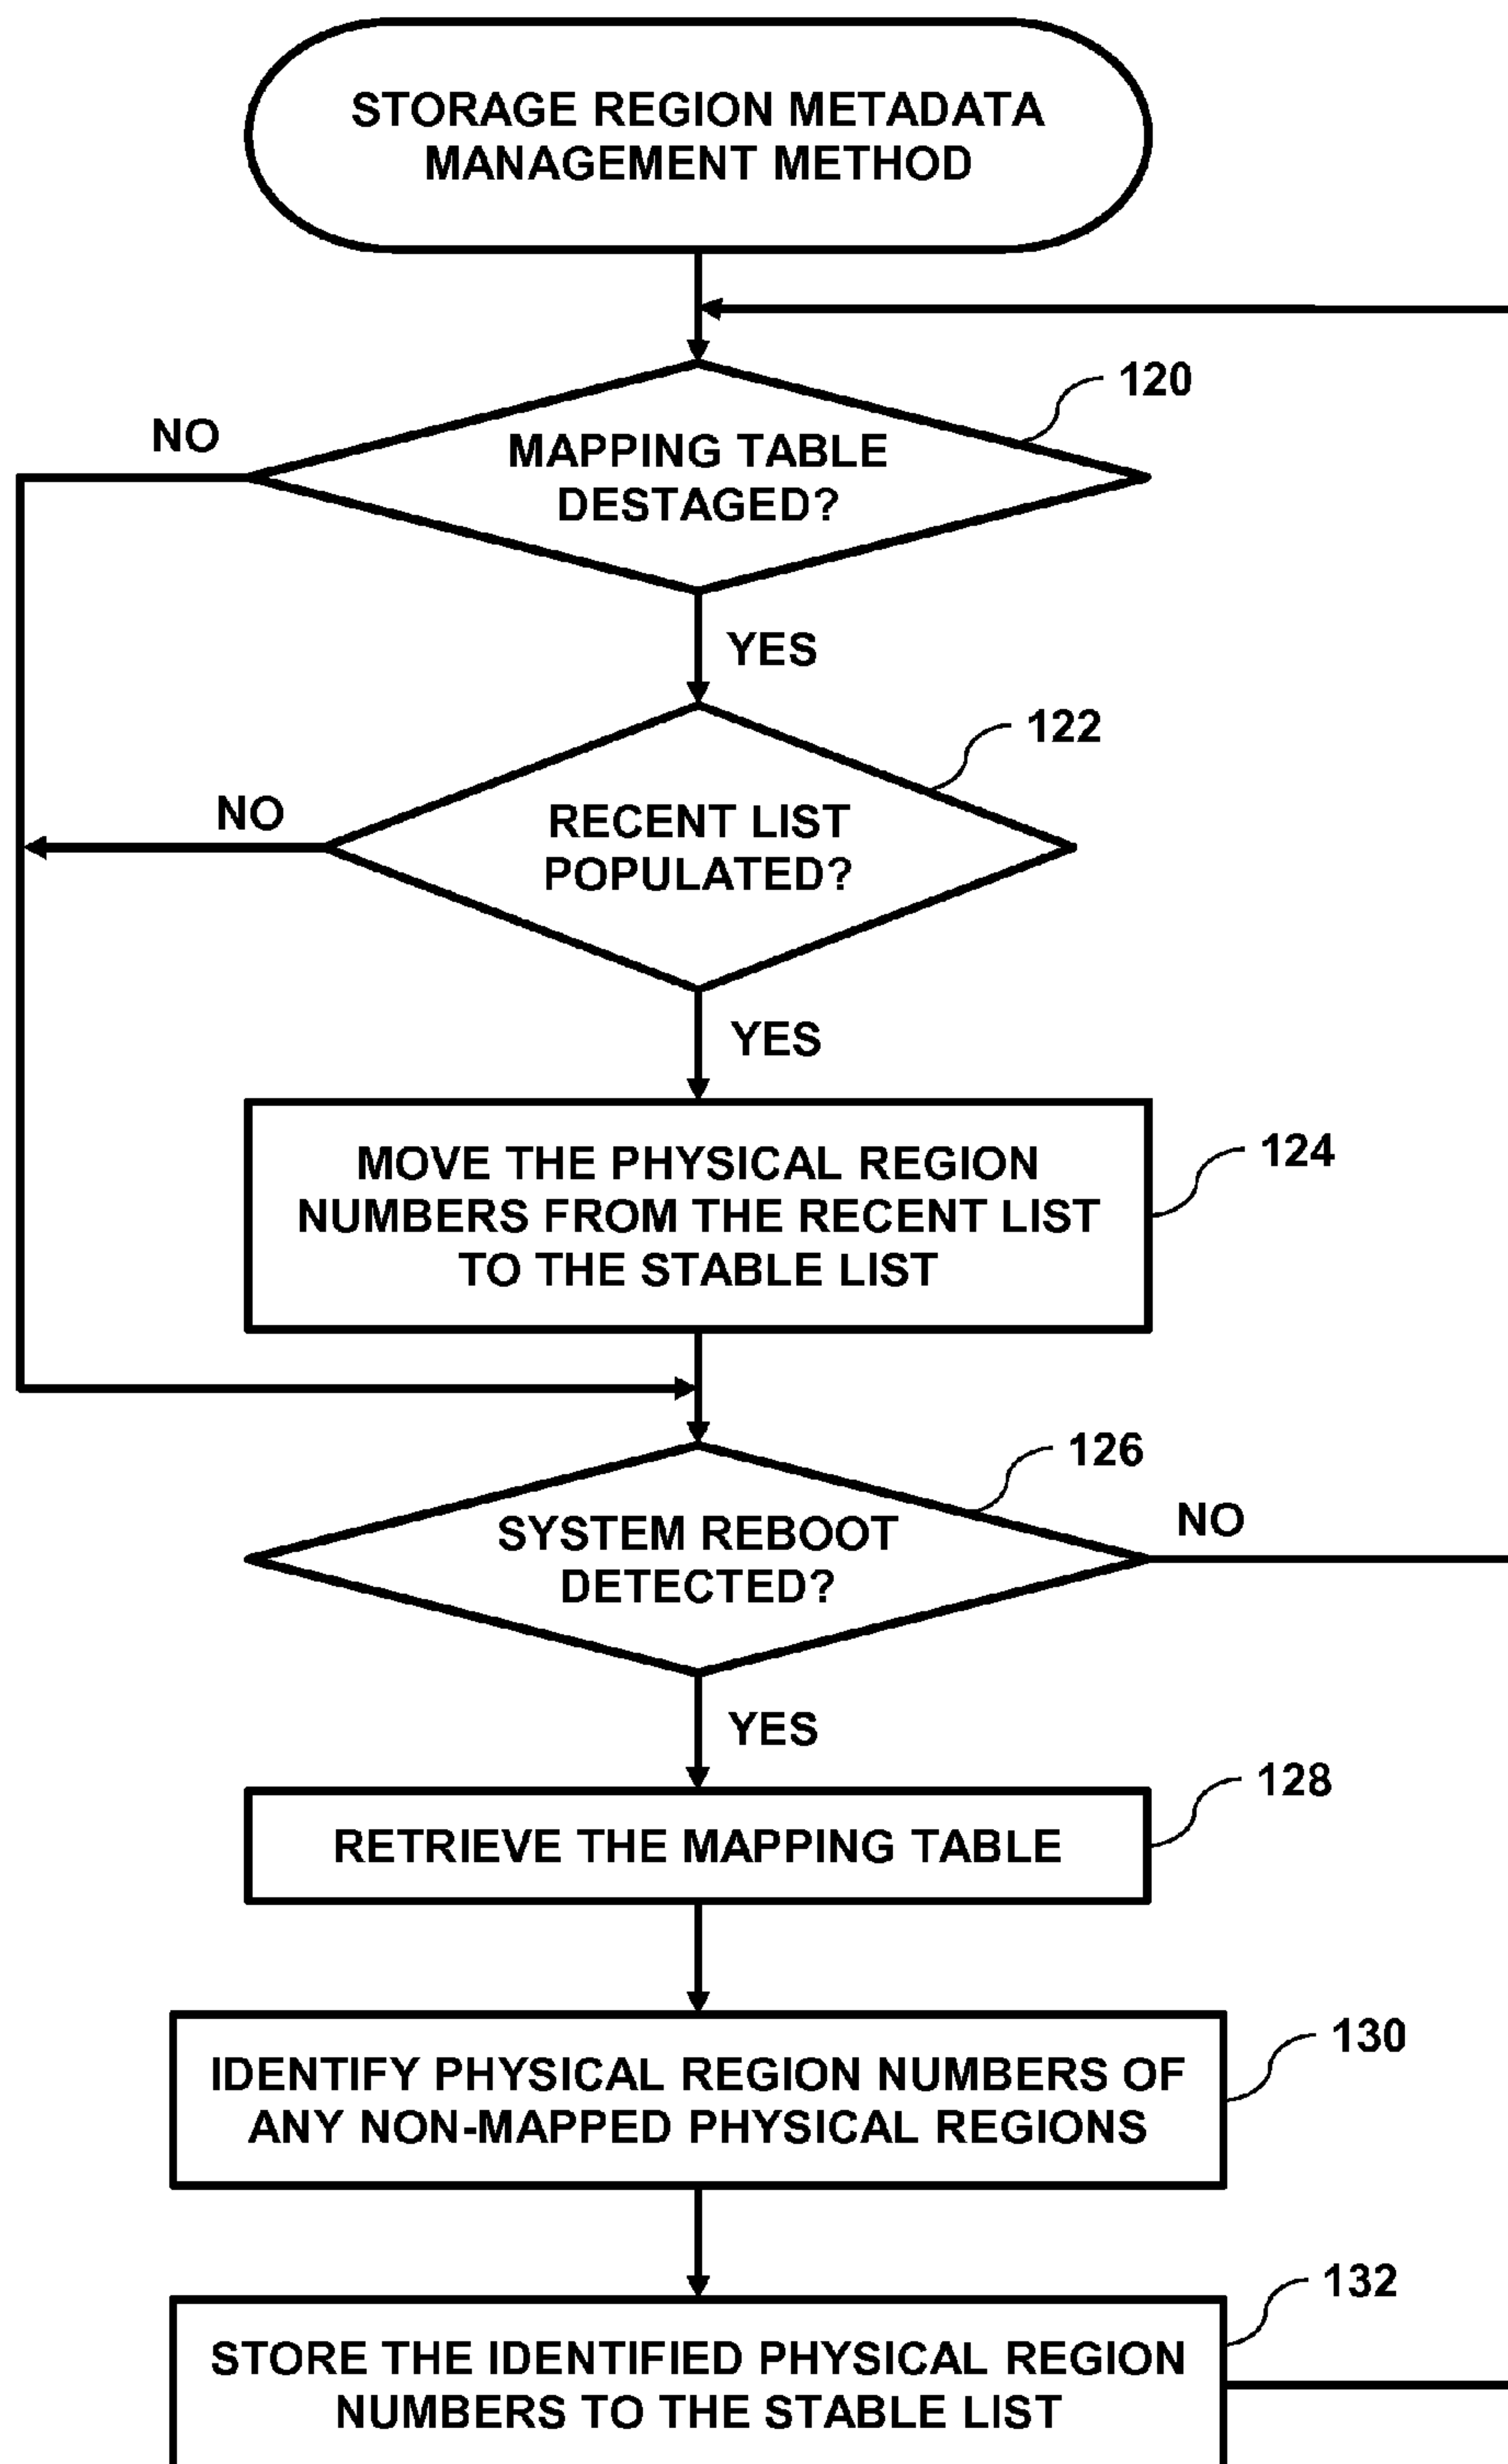 STORAGE REGION METADATA
MANAGEMENT METHOD
120
NO
MAPPING TABLE
DESTAGED?
YES
122
NO
RECENT LIST
POPULATED?
YES
124
MOVE THE PHYSICAL REGION
NUMBERS FROM THE RECENT LIST
TO THE STABLE LIST
126
NO
SYSTEM REBOOT
DETECTED?
YES
128
RETRIEVE THE MAPPING TABLE
130
IDENTIFY PHYSICAL REGION NUMBERS OF
ANY NON-MAPPED PHYSICAL REGIONS
132
STORE THE IDENTIFIED PHYSICAL REGION
NUMBERS TO THE STABLE LIST